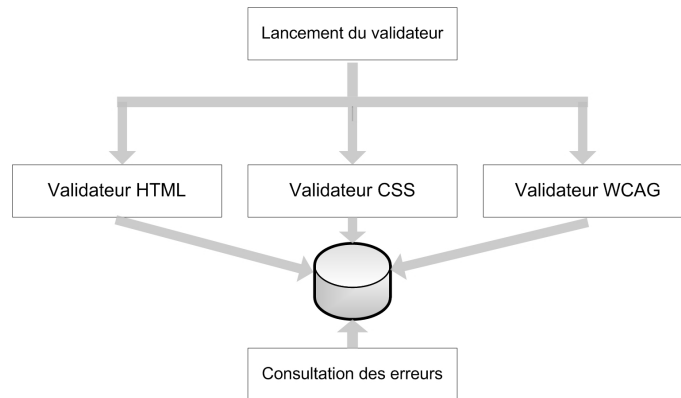 Lancement du validateur
Validateur HTML
Validateur CSS
Validateur WCAG
Consultation des erreurs